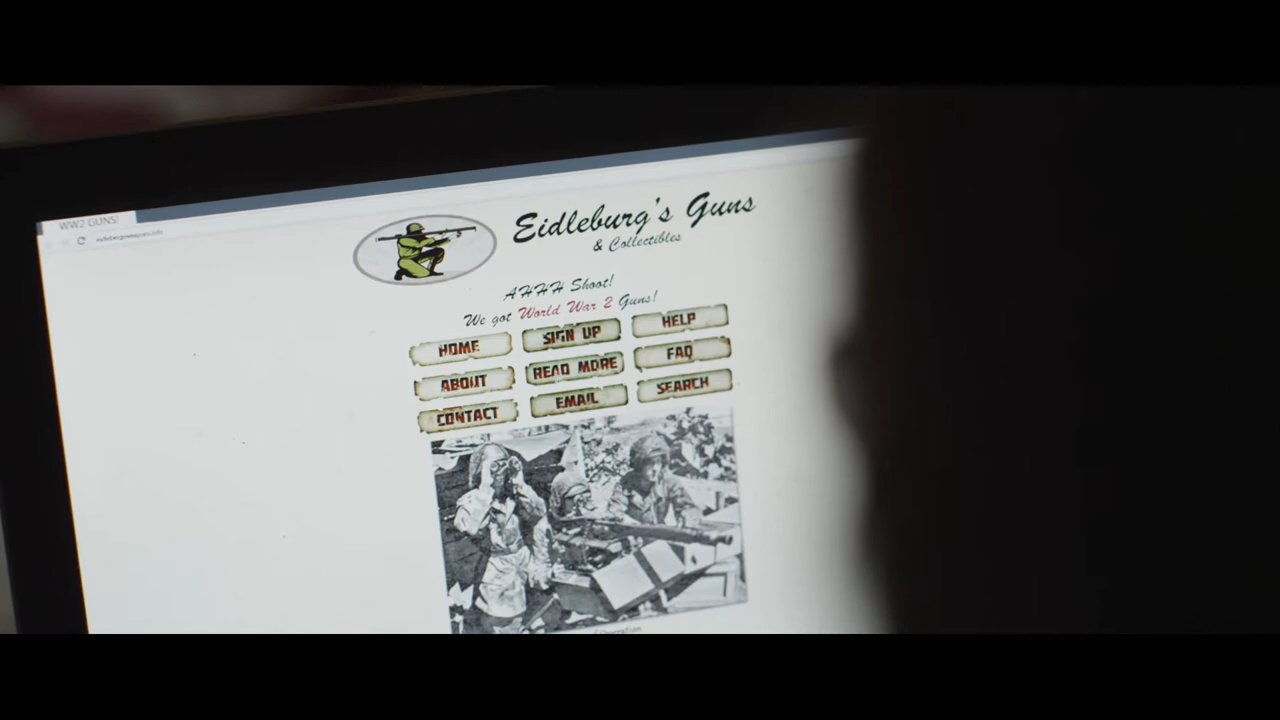 WW2 GUNS!
Eidleburg's Guns
& Collectibles
AHHH Shoot!
We got World War 2 Guns!
HOME
SIGN UP
HELP
ABOUT
READ MORE
FAQ
CONTACT
EMAIL
SEARCH
Operation